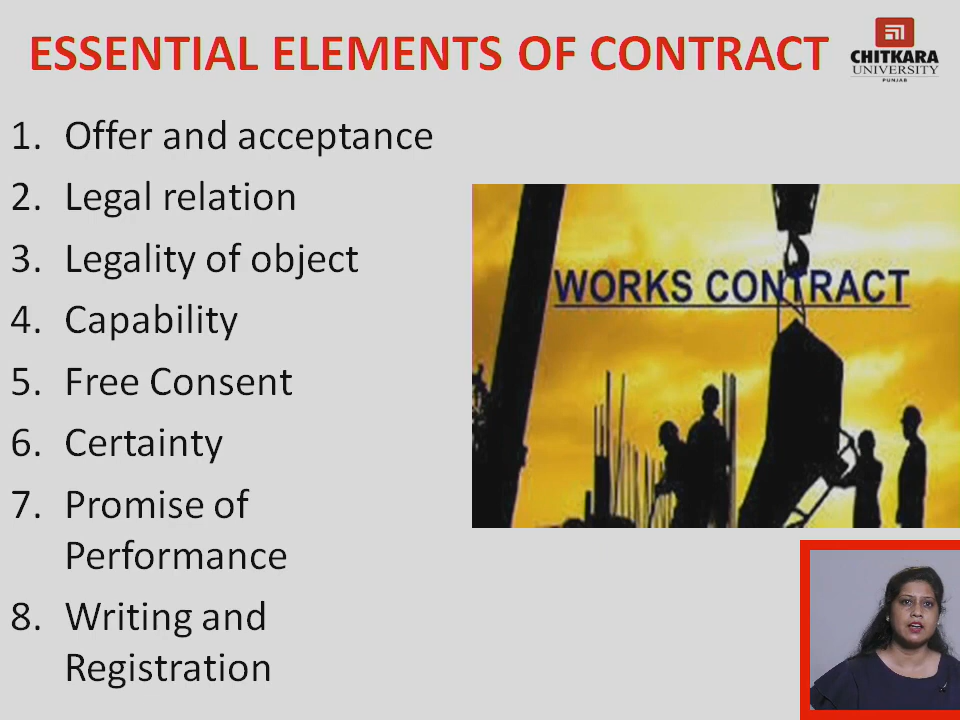 ESSENTIAL ELEMENTS OF CONTRACT
CHITKARA
UNIVERSITY
PUNJAB
1. Offer and acceptance
2. Legal relation
3. Legality of object
4. Capability
5. Free Consent
6. Certainty
7. Promise of
Performance
8. Writing and
Registration
WORKS CONTRACT